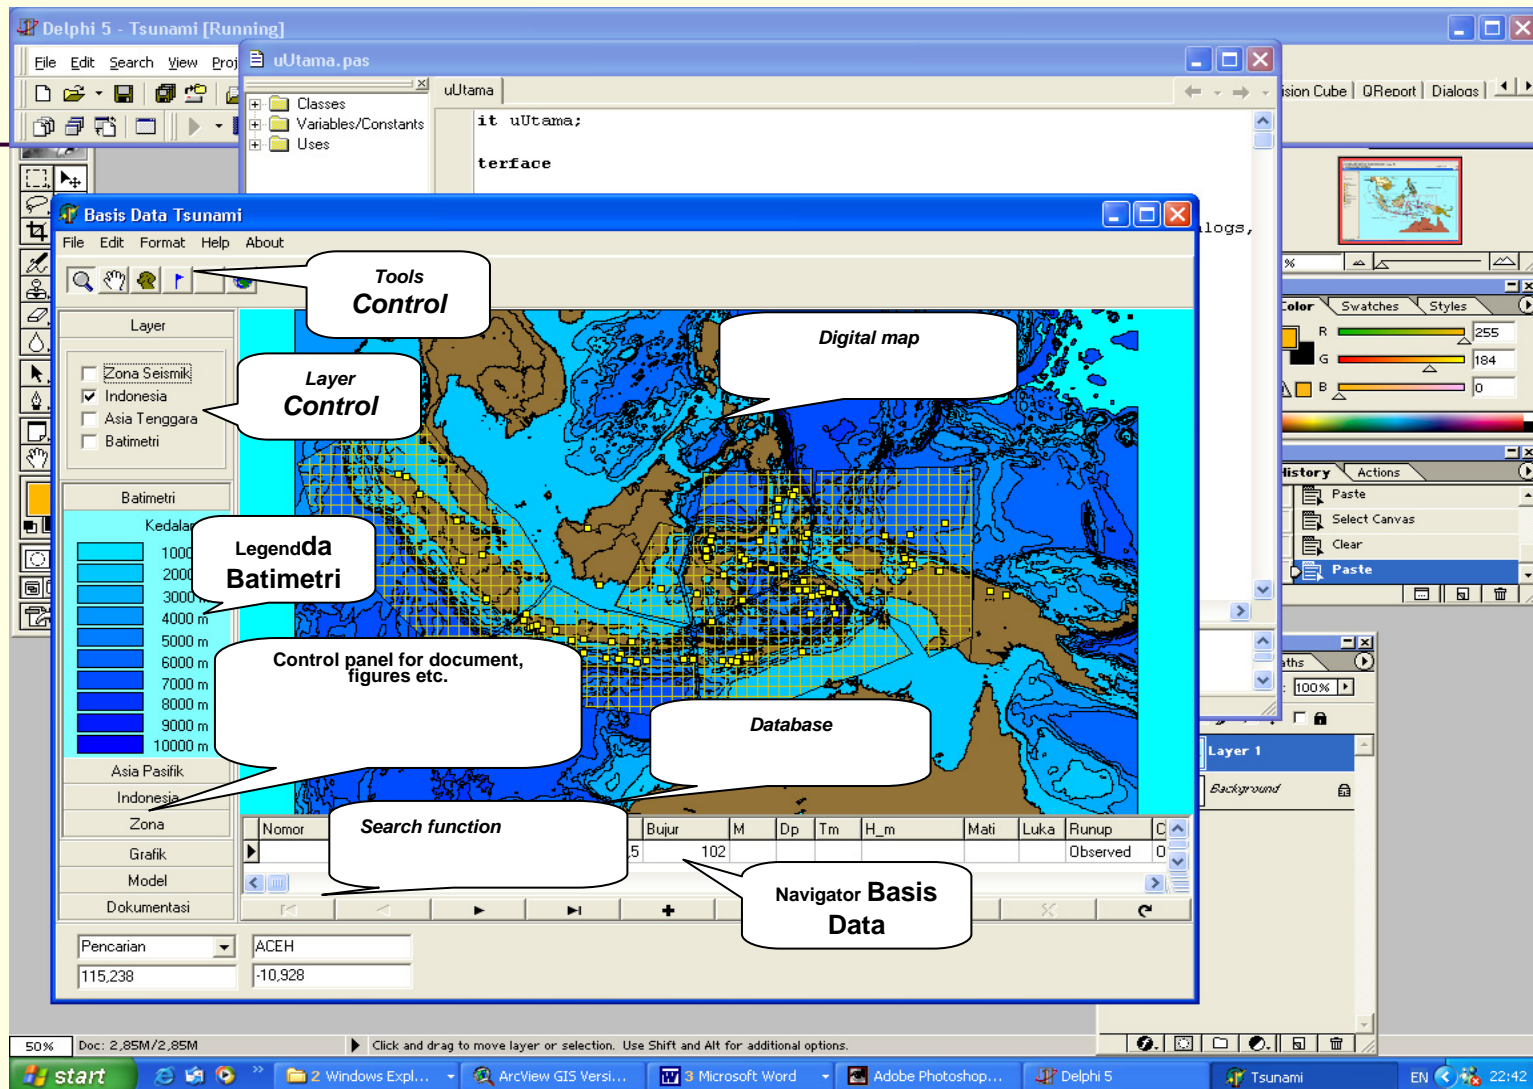 Delphi 5 - Tsunami [Running]
File Edit Search View Proj
ision Cube QReport Dialogs
uUtama.pas
Classes
Variables/Constants
Uses
uUtama
it uUtama;
terface
alogs,
Basis Data Tsunami
File Edit Format Help About
Tools
Control
Layer
Zona Seismik
Indonesia
Asia Tenggara
Batimetri
Layer
Control
Digital map
Batimetri
Kedala
1000
2000
3000
4000 m
5000 m
6000 m
7000 m
8000 m
9000 m
10000 m
Legendda
Batimetri
Control panel for document,
figures etc.
Database
Asia Pasifik
Indonesia
Zona
Grafik
Model
Dokumentasi
Search function
Nomor Bujur M Dp Tm H_m Mati Luka Runup
,5 102 Observed
Navigator Basis
Data
Pencarian ACEH
115,238 -10,928
%
Color Swatches Styles
R 255
G 184
B 0
History Actions
Paste
Select Canvas
Clear
Paste
aths
: 100%
Layer 1
Background
50% Doc: 2,85M/2,85M Click and drag to move layer or selection. Use Shift and Alt for additional options.
start 2 Windows Expl... ArcView GIS Versi... 3 Microsoft Word Adobe Photoshop... Delphi 5 Tsunami EN 22:42